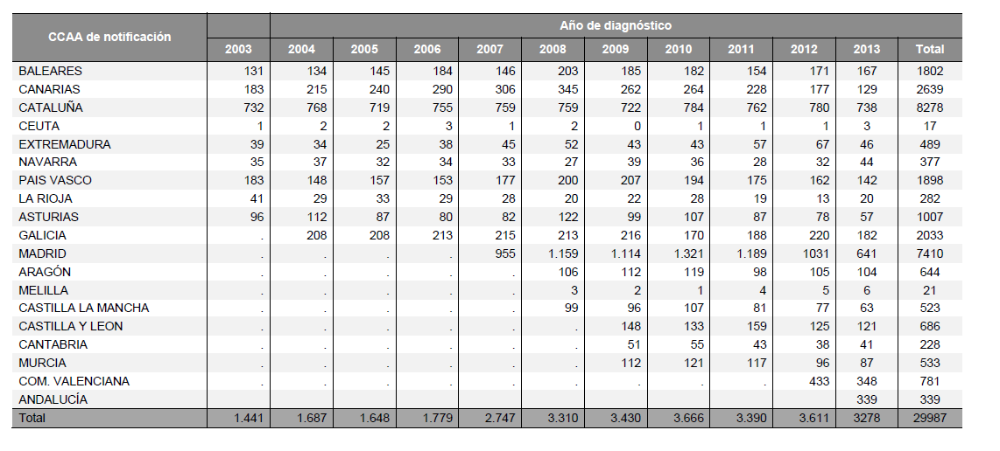 CCAA de notificación Año de diagnóstico
2003 2004 2005 2006 2007 2008 2009 2010 2011 2012 2013 Total
BALEARES 131 134 145 184 146 203 185 182 154 171 167 1802
CANARIAS 183 215 240 290 306 345 262 264 228 177 129 2639
CATALUÑA 732 768 719 755 759 759 722 784 762 780 738 8278
CEUTA 1 2 2 3 1 2 0 1 1 1 3 17
EXTREMADURA 39 34 25 38 45 52 43 43 57 67 46 489
NAVARRA 35 37 32 34 33 27 39 36 28 32 44 377
PAIS VASCO 183 148 157 153 177 200 207 194 175 162 142 1898
LA RIOJA 41 29 33 29 28 20 22 28 19 13 20 282
ASTURIAS 96 112 87 80 82 122 99 107 87 78 57 1007
GALICIA . 208 208 213 215 213 216 170 188 220 182 2033
MADRID . . . . 955 1.159 1.114 1.321 1.189 1031 641 7410
ARAGÓN . . . . . 106 112 119 98 105 104 644
MELILLA . . . . . 3 2 1 4 5 6 21
CASTILLA LA MANCHA . . . . . 99 96 107 81 77 63 523
CASTILLA Y LEON . . . . . . 148 133 159 125 121 686
CANTABRIA . . . . . . 51 55 43 38 41 228
MURCIA . . . . . . 112 121 117 96 87 533
COM. VALENCIANA . . . . . . . . . 433 348 781
ANDALUCÍA 339 339
Total 1.441 1.687 1.648 1.779 2.747 3.310 3.430 3.666 3.390 3.611 3278 29987